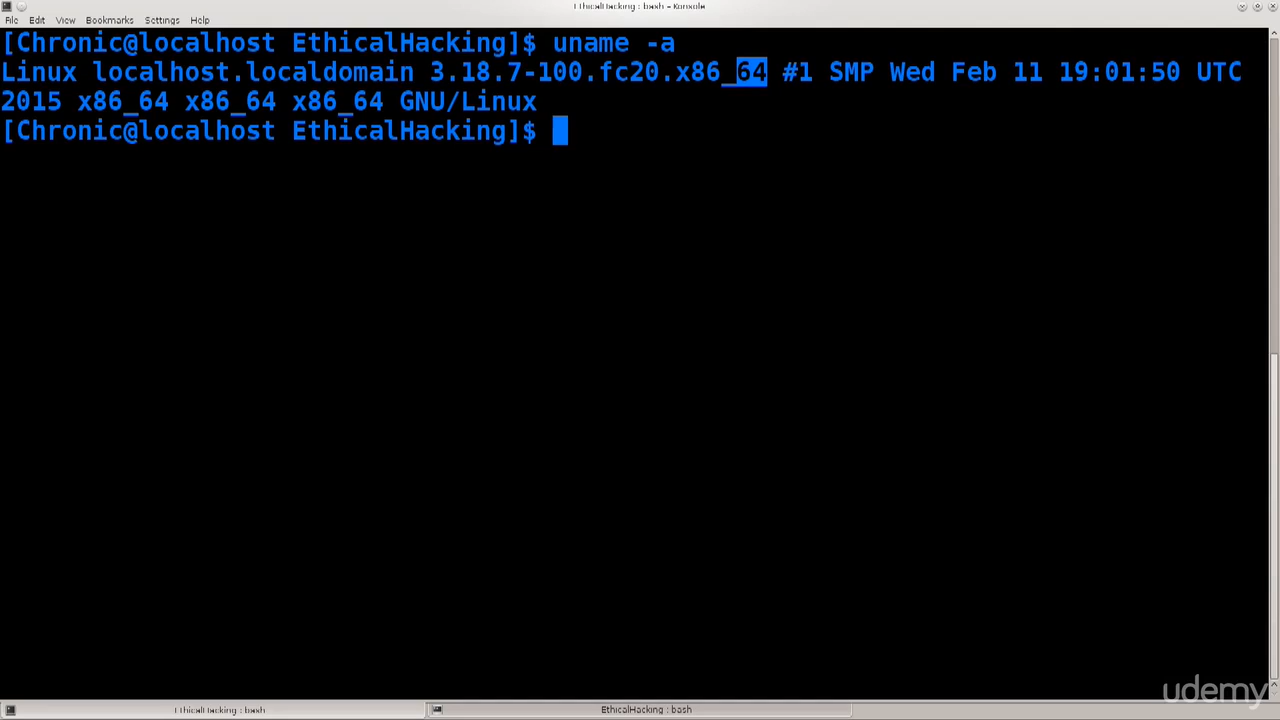 EthicalHacking : bash – Konsole
File Edit View Bookmarks Settings Help
[Chronic@localhost EthicalHacking]$ uname -a
Linux localhost.localdomain 3.18.7-100.fc20.x86_64 #1 SMP Wed Feb 11 19:01:50 UTC
2015 x86_64 x86_64 x86_64 GNU/Linux
[Chronic@localhost EthicalHacking]$
udemy
EthicalHacking : bash EthicalHacking : bash